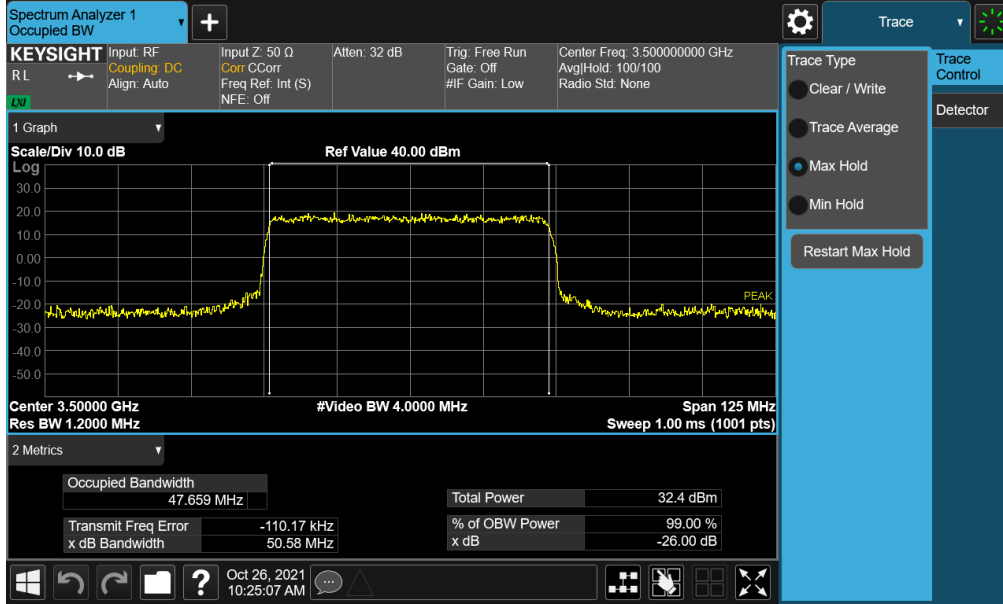 Spectrum Analyzer 1
Occupied BW
+
Trace
KEYSIGHT
R L
LXI
Input: RF
Coupling: DC
Align: Auto
Input Z: 50 Ω
Corr CCorr
Freq Ref: Int (S)
NFE: Off
Atten: 32 dB
Trig: Free Run
Gate: Off
#IF Gain: Low
Center Freq: 3.500000000 GHz
Avg|Hold: 100/100
Radio Std: None
Trace Type
Clear / Write
Trace Average
Max Hold
Min Hold
Restart Max Hold
Trace
Control
Detector
1 Graph
Scale/Div 10.0 dB
Ref Value 40.00 dBm
Log
30.0
20.0
10.0
0.00
-10.0
-20.0
-30.0
-40.0
-50.0
PEAK
Center 3.50000 GHz
#Video BW 4.0000 MHz
Span 125 MHz
Res BW 1.2000 MHz
Sweep 1.00 ms (1001 pts)
2 Metrics
Occupied Bandwidth
47.659 MHz
Transmit Freq Error -110.17 kHz
x dB Bandwidth 50.58 MHz
Total Power 32.4 dBm
% of OBW Power 99.00 %
x dB -26.00 dB
?
Oct 26, 2021
10:25:07 AM